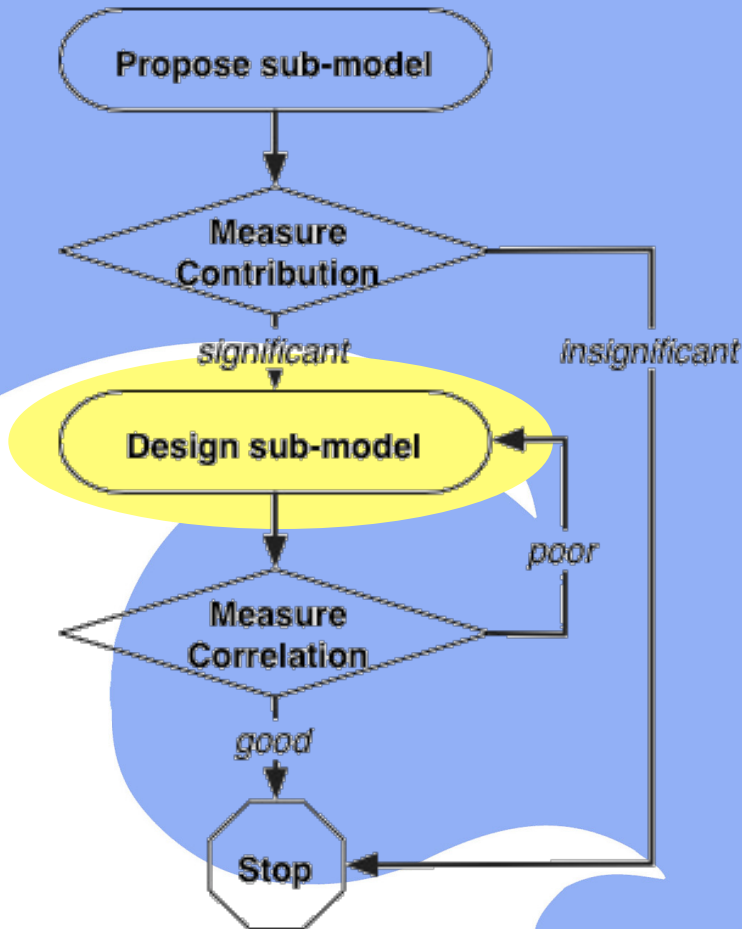 Propose sub-model
Measure
Contribution
significant
insignificant
Design sub-model
poor
Measure
Correlation
good
Stop